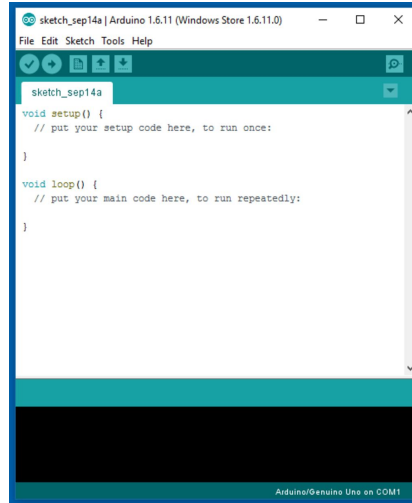 sketch_sep14a | Arduino 1.6.11 (Windows Store 1.6.11.0)
File Edit Sketch Tools Help
sketch_sep14a
void setup() {
  // put your setup code here, to run once:
}
void loop() {
  // put your main code here, to run repeatedly:
}
Arduino/Genuino Uno on COM1